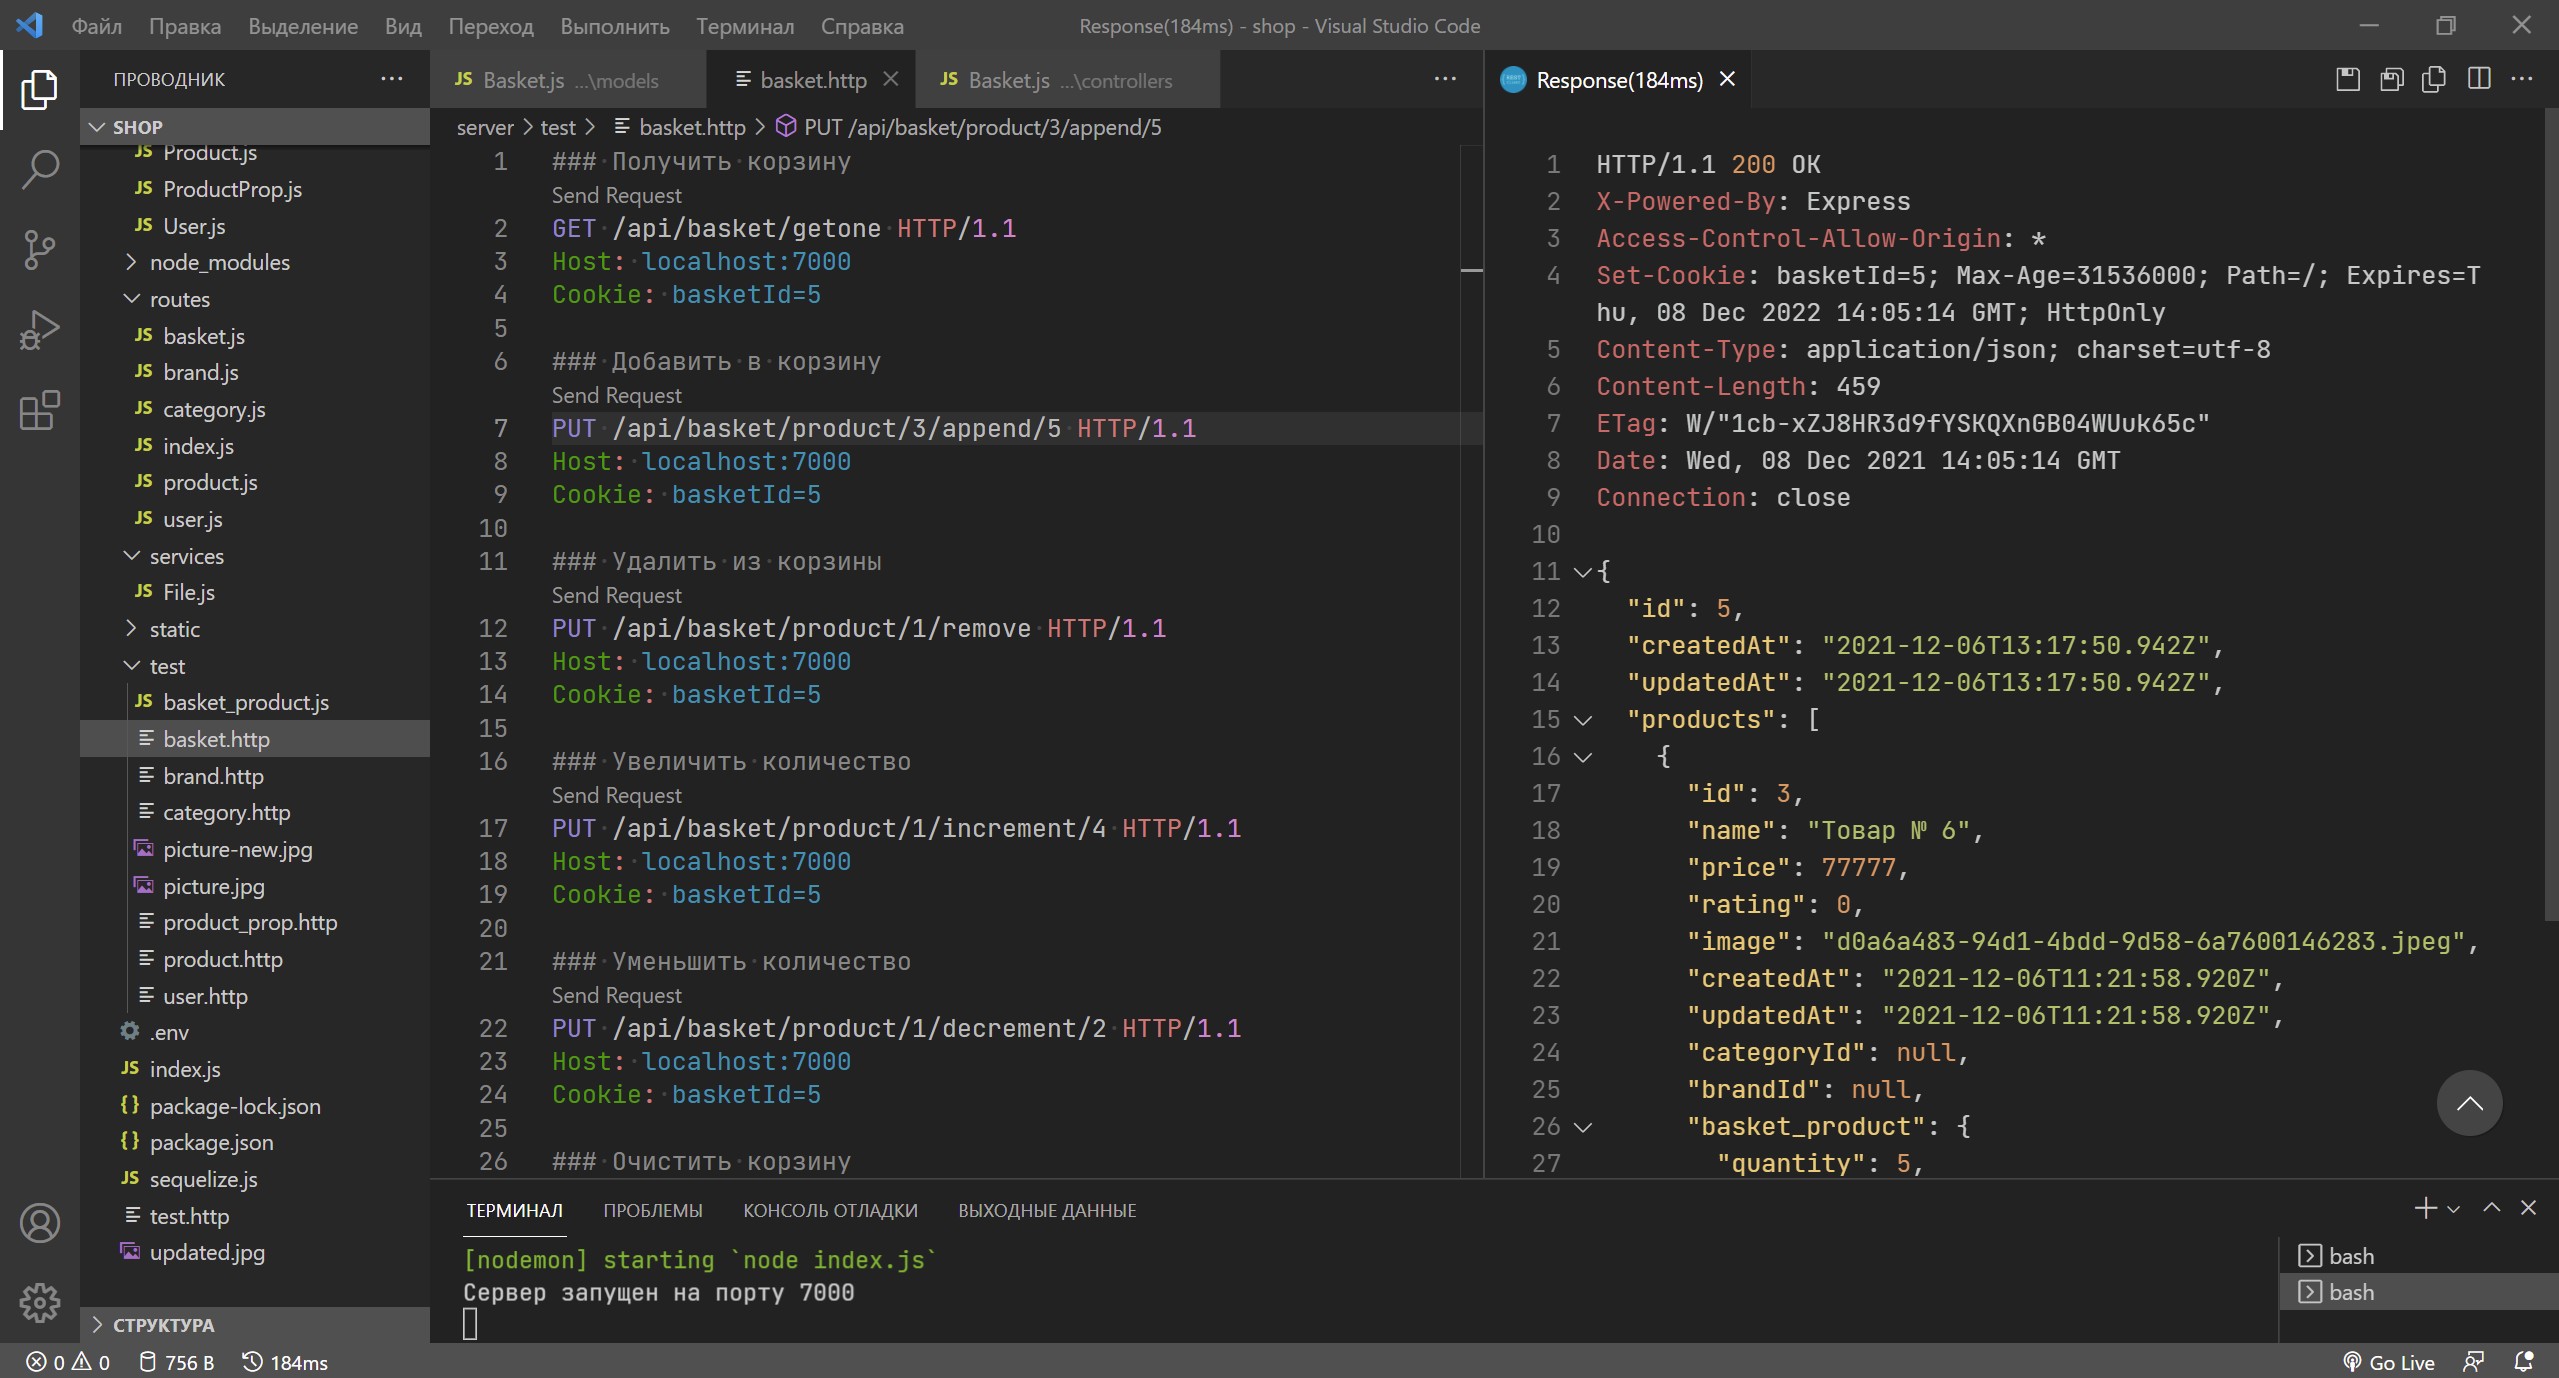 Файл Правка Выделение Вид Переход Выполнить Терминал Справка
Response(184ms) - shop - Visual Studio Code
ПРОВОДНИК
SHOP
JS Product.js
JS ProductProp.js
JS User.js
node_modules
routes
JS basket.js
JS brand.js
JS category.js
JS index.js
JS product.js
JS user.js
services
JS File.js
static
test
JS basket_product.js
basket.http
brand.http
category.http
picture-new.jpg
picture.jpg
product_prop.http
product.http
user.http
.env
JS index.js
{} package-lock.json
{} package.json
JS sequelize.js
test.http
updated.jpg
СТРУКТУРА
JS Basket.js ...\models
basket.http
JS Basket.js ...\controllers
server > test > basket.http > PUT /api/basket/product/3/append/5
1 ### Получить корзину
Send Request
2 GET /api/basket/getone HTTP/1.1
3 Host: localhost:7000
4 Cookie: basketId=5
5
6 ### Добавить в корзину
Send Request
7 PUT /api/basket/product/3/append/5 HTTP/1.1
8 Host: localhost:7000
9 Cookie: basketId=5
10
11 ### Удалить из корзины
Send Request
12 PUT /api/basket/product/1/remove HTTP/1.1
13 Host: localhost:7000
14 Cookie: basketId=5
15
16 ### Увеличить количество
Send Request
17 PUT /api/basket/product/1/increment/4 HTTP/1.1
18 Host: localhost:7000
19 Cookie: basketId=5
20
21 ### Уменьшить количество
Send Request
22 PUT /api/basket/product/1/decrement/2 HTTP/1.1
23 Host: localhost:7000
24 Cookie: basketId=5
25
26 ### Очистить корзину
Response(184ms)
1 HTTP/1.1 200 OK
2 X-Powered-By: Express
3 Access-Control-Allow-Origin: *
4 Set-Cookie: basketId=5; Max-Age=31536000; Path=/; Expires=T
hu, 08 Dec 2022 14:05:14 GMT; HttpOnly
5 Content-Type: application/json; charset=utf-8
6 Content-Length: 459
7 ETag: W/"1cb-xZJ8HR3d9fYSKQXnGB04WUuk65c"
8 Date: Wed, 08 Dec 2021 14:05:14 GMT
9 Connection: close
10
11 {
12 "id": 5,
13 "createdAt": "2021-12-06T13:17:50.942Z",
14 "updatedAt": "2021-12-06T13:17:50.942Z",
15 "products": [
16 {
17 "id": 3,
18 "name": "Товар № 6",
19 "price": 77777,
20 "rating": 0,
21 "image": "d0a6a483-94d1-4bdd-9d58-6a7600146283.jpeg",
22 "createdAt": "2021-12-06T11:21:58.920Z",
23 "updatedAt": "2021-12-06T11:21:58.920Z",
24 "categoryId": null,
25 "brandId": null,
26 "basket_product": {
27 "quantity": 5,
ТЕРМИНАЛ ПРОБЛЕМЫ КОНСОЛЬ ОТЛАДКИ ВЫХОДНЫЕ ДАННЫЕ
[nodemon] starting `node index.js`
Сервер запущен на порту 7000
bash
bash
0 0 756 B 184ms
Go Live